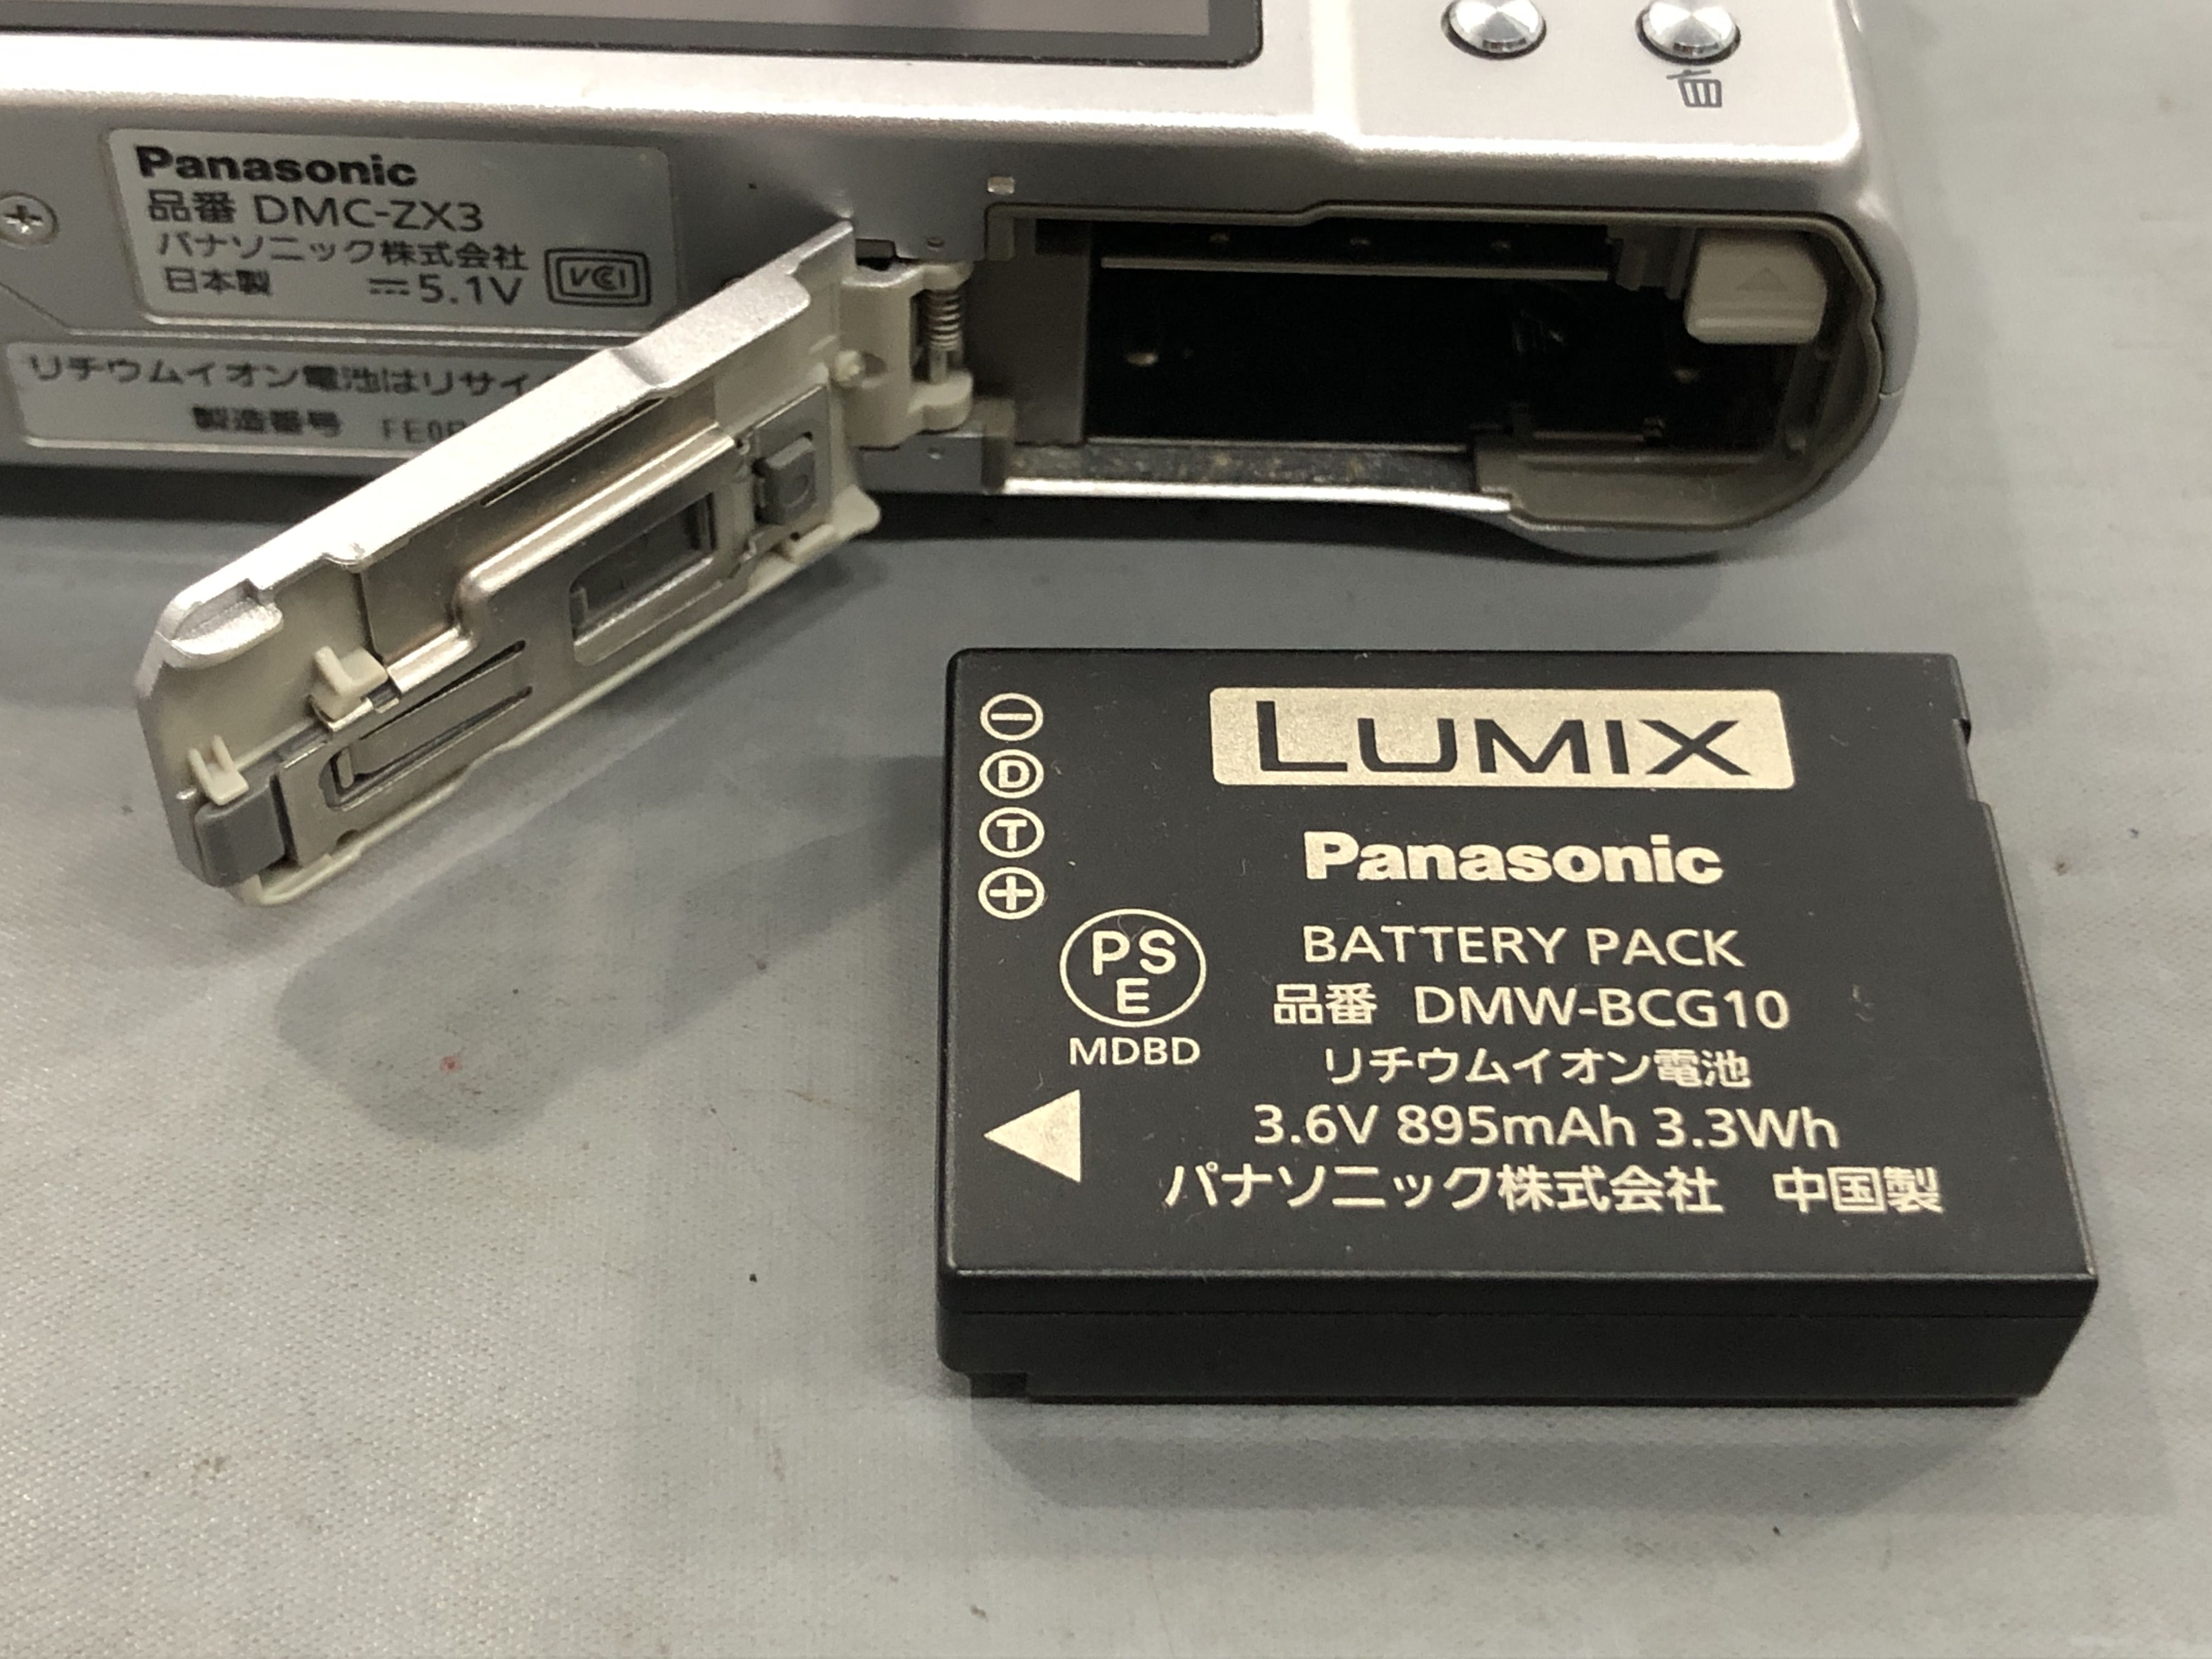 Panasonic
品番 DMC-ZX3
パナソニック株式会社
日本製 5.1V VCCI
リチウムイオン電池はリサイ
製造番号 FE0
LUMIX
Panasonic
BATTERY PACK
品番 DMW-BCG10
リチウムイオン電池
3.6V 895mAh 3.3Wh
パナソニック株式会社 中国製
−
D
T
+
PS
E
MDBD